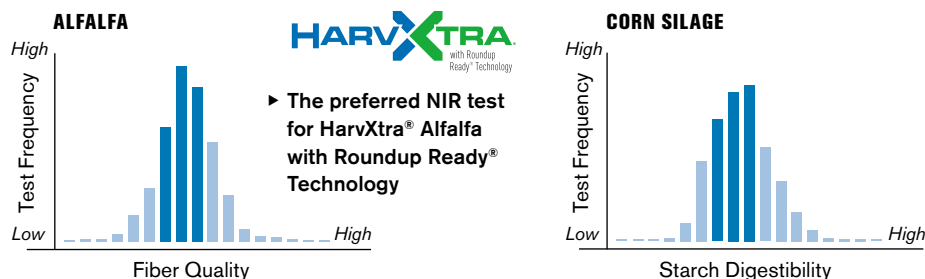 ALFALFA
High
Test Frequency
Low
High
Fiber Quality
HARVXTRA®
with Roundup
Ready® Technology
▸ The preferred NIR test
for HarvXtra® Alfalfa
with Roundup Ready®
Technology
CORN SILAGE
High
Test Frequency
Low
High
Starch Digestibility